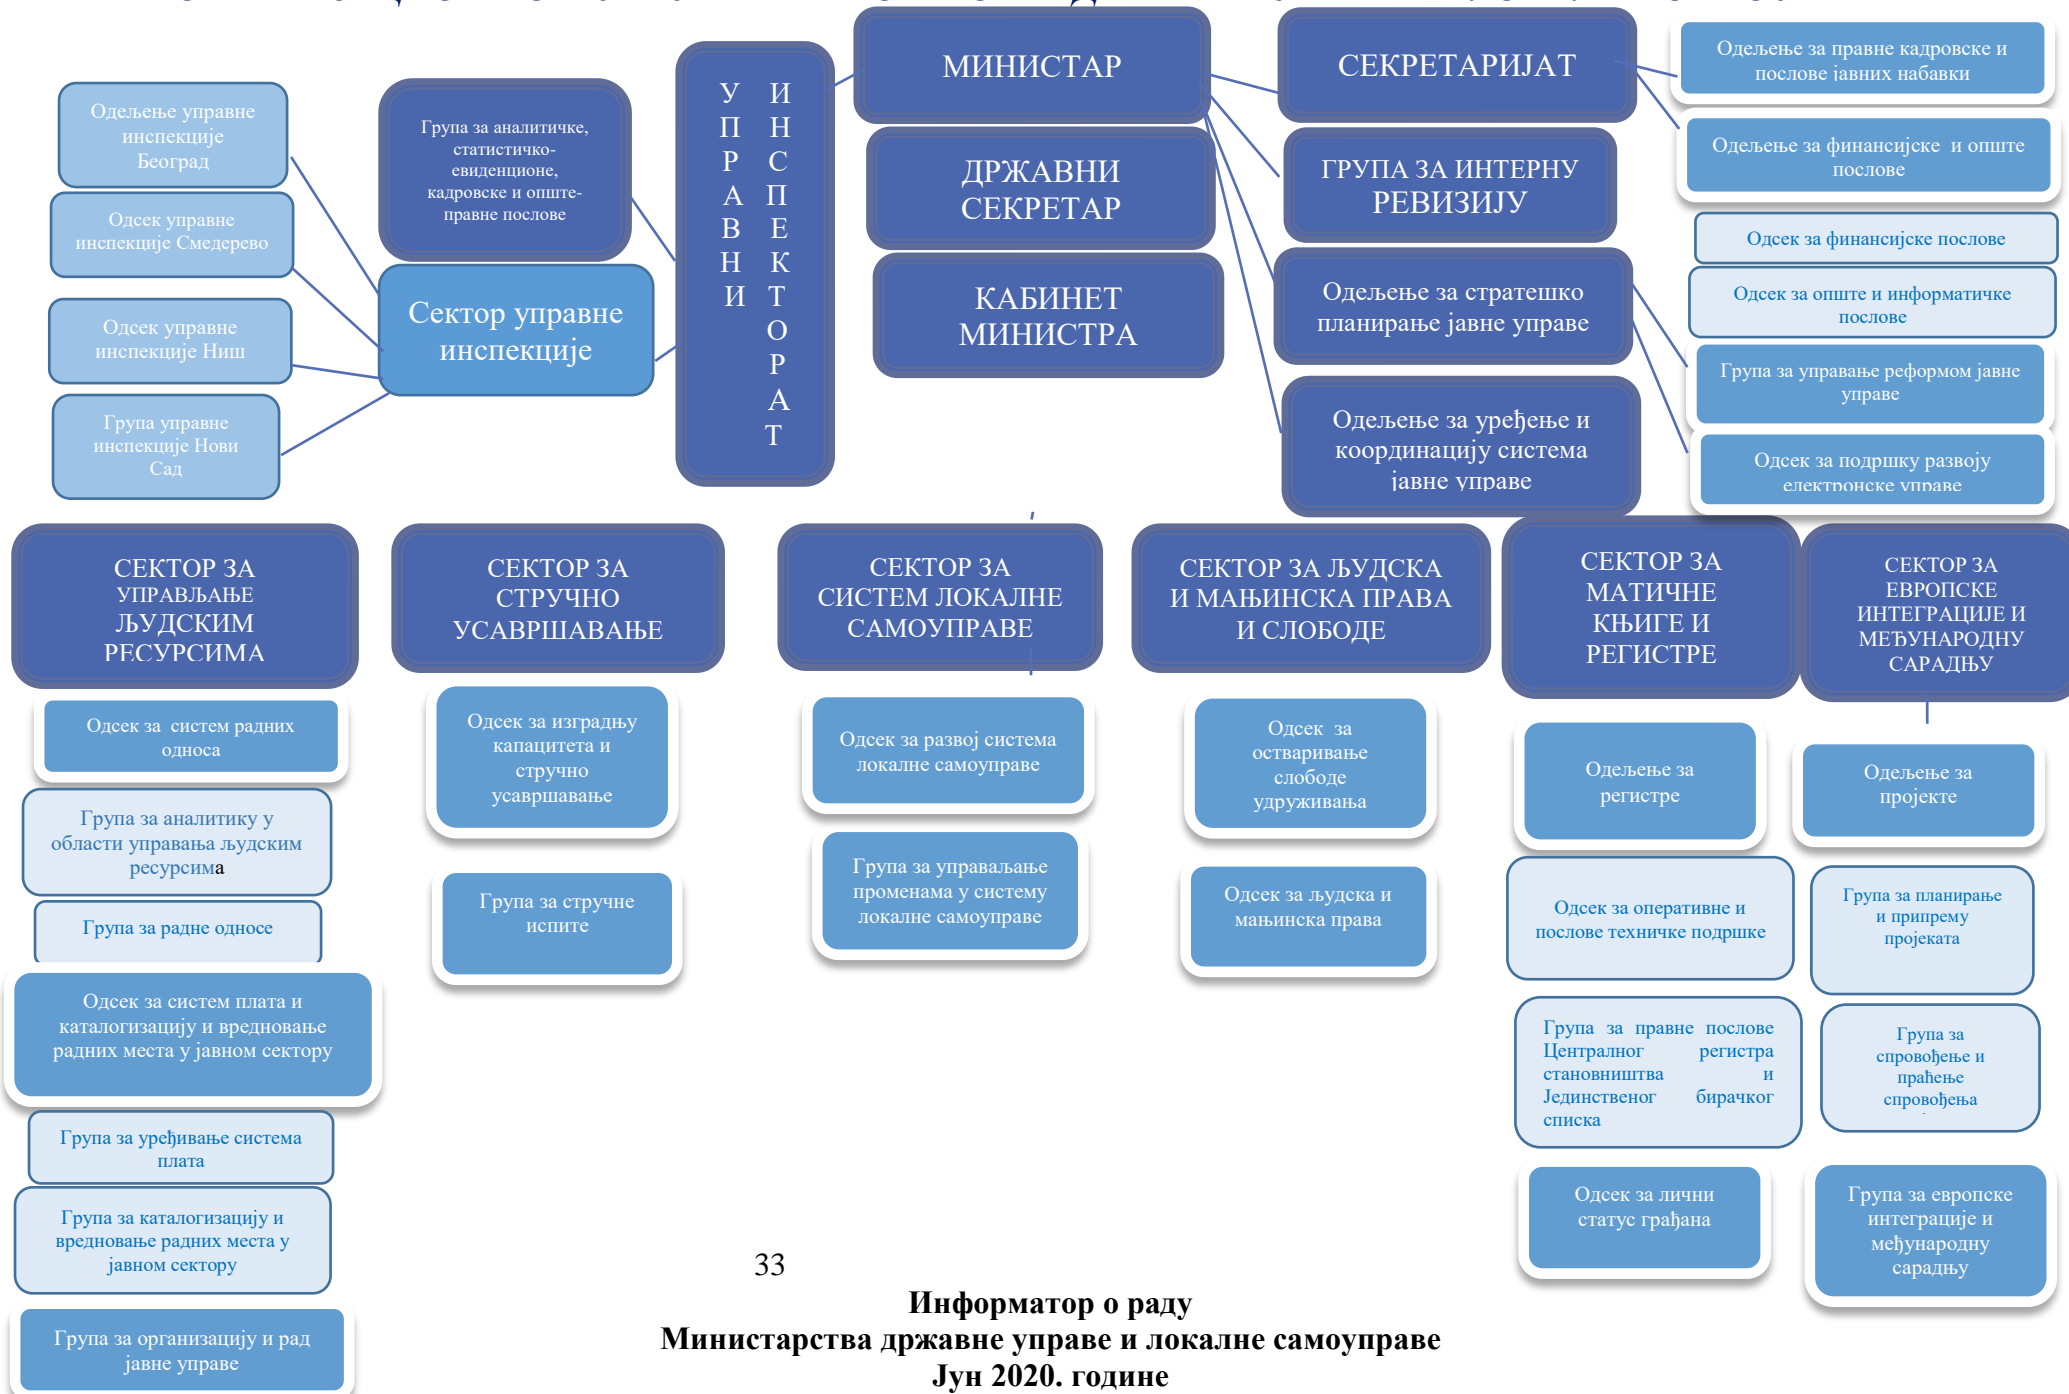 МИНИСТАР
ДРЖАВНИ
СЕКРЕТАР
КАБИНЕТ
МИНИСТРА
УПРАВНИ
ИНСПЕКТОРАТ
Група за аналитичке,
статистичко-
евиденционе,
кадровске и опште-
правне послове
Сектор управне
инспекције
Одељење управне
инспекције
Београд
Одсек управне
инспекције Смедерево
Одсек управне
инспекције Ниш
Група управне
инспекције Нови
Сад
СЕКРЕТАРИЈАТ
ГРУПА ЗА ИНТЕРНУ
РЕВИЗИЈУ
Одељење за стратешко
планирање јавне управе
Одељење за уређење и
координацију система
јавне управе
Одељење за правне кадровске и
послове јавних набавки
Одељење за финансијске и опште
послове
Одсек за финансијске послове
Одсек за опште и информатичке
послове
Група за управање реформом јавне
управе
Одсек за подршку развоју
електронске управе
СЕКТОР ЗА
УПРАВЉАЊЕ
ЉУДСКИМ
РЕСУРСИМА
Одсек за систем радних
односа
Група за аналитику у
области управања људским
ресурсима
Група за радне односе
Одсек за систем плата и
каталогизацију и вредновање
радних места у јавном сектору
Група за уређивање система
плата
Група за каталогизацију и
вредновање радних места у
јавном сектору
Група за организацију и рад
јавне управе
СЕКТОР ЗА
СТРУЧНО
УСАВРШАВАЊЕ
Одсек за изградњу
капацитета и
стручно
усавршавање
Група за стручне
испите
СЕКТОР ЗА
СИСТЕМ ЛОКАЛНЕ
САМОУПРАВЕ
Одсек за развој система
локалне самоуправе
Група за управаљање
променама у систему
локалне самоуправе
СЕКТОР ЗА ЉУДСКА
И МАЊИНСКА ПРАВА
И СЛОБОДЕ
Одсек за
остваривање
слободе
удруживања
Одсек за људска и
мањинска права
СЕКТОР ЗА
МАТИЧНЕ
КЊИГЕ И
РЕГИСТРЕ
Одељење за
регистре
Одсек за оперативне и
послове техничке подршке
Група за правне послове
Централног регистра
становништва и
Јединственог бирачког
списка
Одсек за лични
статус грађана
СЕКТОР ЗА
ЕВРОПСКЕ
ИНТЕГРАЦИЈЕ И
МЕЂУНАРОДНУ
САРАДЊУ
Одељење за
пројекте
Група за планирање
и припрему
пројеката
Група за
спровођење и
праћење
спровођења
Група за европске
интеграције и
међународну
сарадњу
33
Информатор о раду
Министарства државне управе и локалне самоуправе
Јун 2020. године